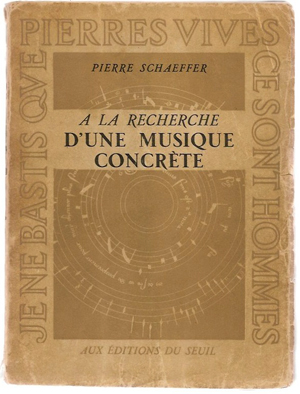 JE NE BASTIS QVE
PIERRES VIVES
CE SONT HOMMES
PIERRE SCHAEFFER
A LA RECHERCHE
D'UNE MUSIQUE
CONCRÈTE
AUX ÉDITIONS DU SEUIL